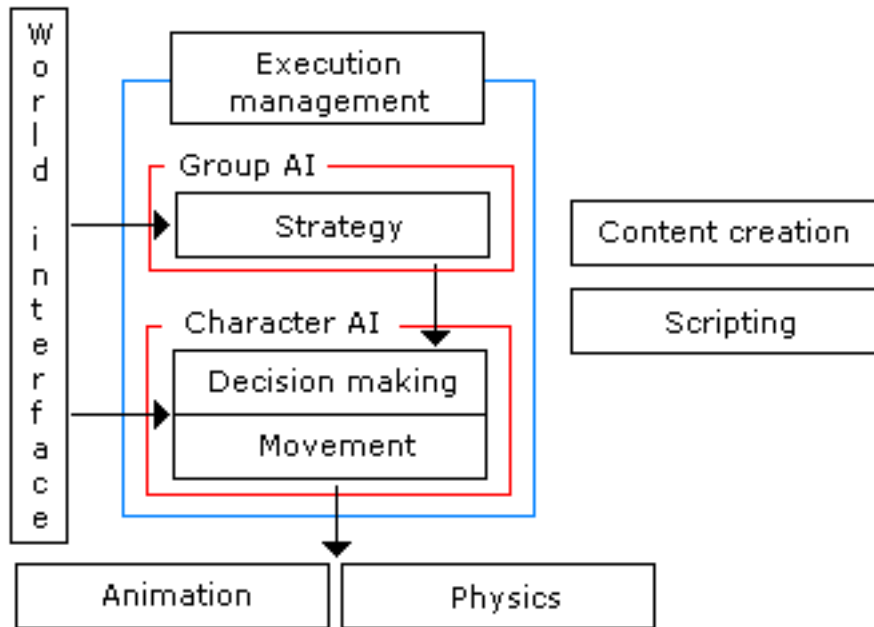 World interface
Execution
management
Group AI
Strategy
Content creation
Scripting
Character AI
Decision making
Movement
Animation
Physics